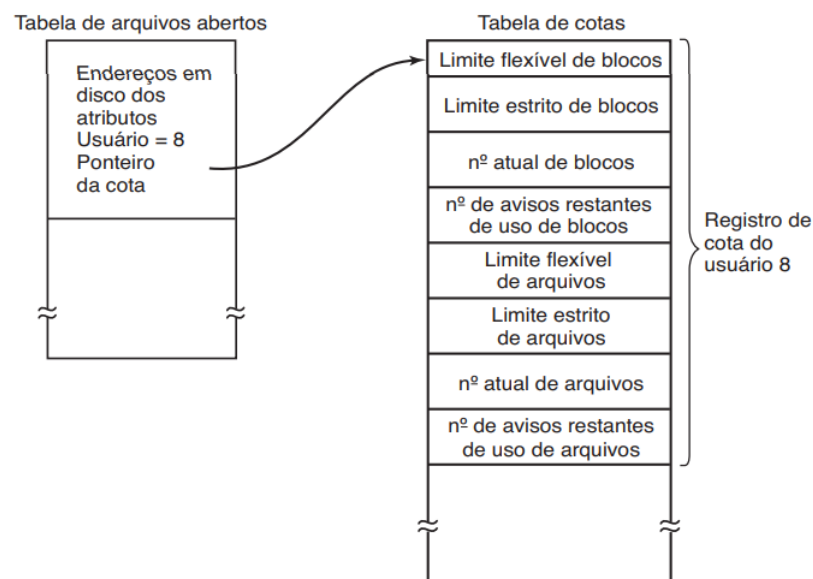 Tabela de arquivos abertos
Endereços em
disco dos
atributos
Usuário = 8
Ponteiro
da cota
Tabela de cotas
Limite flexível de blocos
Limite estrito de blocos
nº atual de blocos
nº de avisos restantes
de uso de blocos
Limite flexível
de arquivos
Limite estrito
de arquivos
nº atual de arquivos
nº de avisos restantes
de uso de arquivos
Registro de
cota do
usuário 8